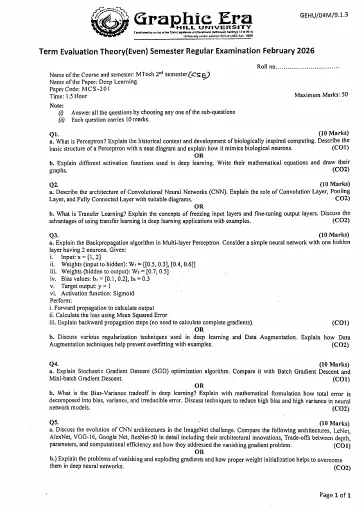 GEHU/04M/9.1.3
Graphic Era
HILL UNIVERSITY
Term Evaluation Theory(Even) Semester Regular Examination February 2026
Roll no..............................
Name of the Course and semester: MTech 2nd semester (CSE)
Name of the Paper: Deep Learning
Paper Code: MCS-201
Time: 1.5 Hour Maximum Marks: 50
Note:
(i) Answer all the questions by choosing any one of the sub-questions
(ii) Each question carries 10 marks.
Q1. (10 Marks)
a. What is Perceptron? Explain the historical context and development of biologically inspired computing. Describe the
basic structure of a Perceptron with a neat diagram and explain how it mimics biological neurons. (CO1)
OR
b. Explain different activation functions used in deep learning. Write their mathematical equations and draw their
graphs. (CO2)
Q2. (10 Marks)
a. Describe the architecture of Convolutional Neural Networks (CNN). Explain the role of Convolution Layer, Pooling
Layer, and Fully Connected Layer with suitable diagrams. (CO2)
OR
b. What is Transfer Learning? Explain the concepts of freezing input layers and fine-tuning output layers. Discuss the
advantages of using transfer learning in deep learning applications with examples. (CO2)
Q3. (10 Marks)
a. Explain the Backpropagation algorithm in Multi-layer Perceptron. Consider a simple neural network with one hidden
layer having 2 neurons. Given:
i. Input: x = [1, 2]
ii. Weights (input to hidden): W₁ = [[0.5, 0.3], [0.4, 0.6]]
iii. Weights (hidden to output): W₂ = [0.7, 0.5]
iv. Bias values: b₁ = [0.1, 0.2], b₂ = 0.3
v. Target output: y = 1
vi. Activation function: Sigmoid
Perform:
i. Forward propagation to calculate output
ii. Calculate the loss using Mean Squared Error
iii. Explain backward propagation steps (no need to calculate complete gradients). (CO1)
OR
b. Discuss various regularization techniques used in deep learning and Data Augmentation. Explain how Data
Augmentation techniques help prevent overfitting with examples. (CO2)
Q4. (10 Marks)
a. Explain Stochastic Gradient Descent (SGD) optimization algorithm. Compare it with Batch Gradient Descent and
Mini-batch Gradient Descent. (CO1)
OR
b. What is the Bias-Variance tradeoff in deep learning? Explain with mathematical formulation how total error is
decomposed into bias, variance, and irreducible error. Discuss techniques to reduce high bias and high variance in neural
network models. (CO2)
Q5. (10 Marks)
a. Discuss the evolution of CNN architectures in the ImageNet challenge. Compare the following architectures, LeNet,
AlexNet, VGG-16, Google Net, ResNet-50 in detail including their architectural innovations, Trade-offs between depth,
parameters, and computational efficiency and how they addressed the vanishing gradient problem. (CO1)
OR
b.) Explain the problems of vanishing and exploding gradients and how proper weight initialization helps to overcome
them in deep neural networks. (CO2)
Page 1 of 1